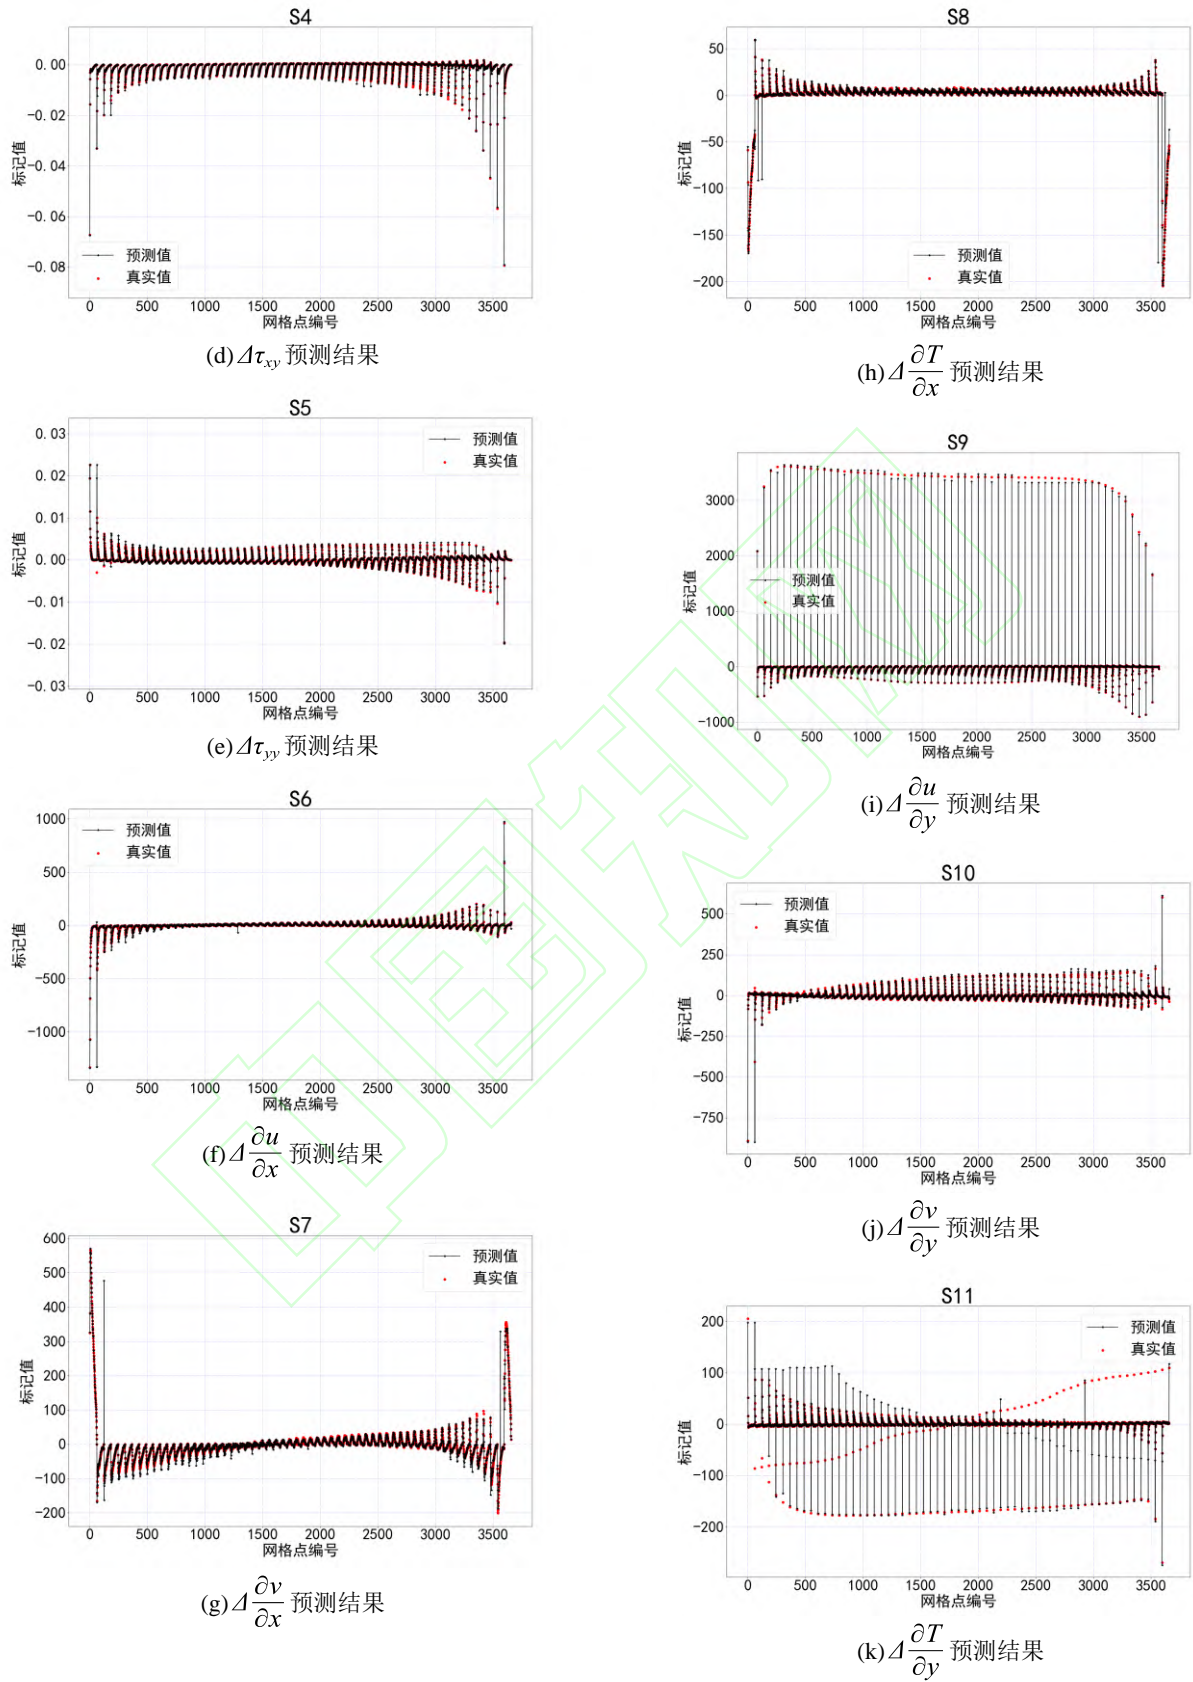 S4
0.00
−0.02
−0.04
−0.06
−0.08
标记值
预测值
真实值
0 500 1000 1500 2000 2500 3000 3500
网格点编号
(d) Δτxy 预测结果
S5
0.03
0.02
0.01
0.00
−0.01
−0.02
−0.03
标记值
预测值
真实值
0 500 1000 1500 2000 2500 3000 3500
网格点编号
(e) Δτyy 预测结果
S6
1000
500
0
−500
−1000
标记值
预测值
真实值
0 500 1000 1500 2000 2500 3000 3500
网格点编号
(f) Δ ∂u/∂x 预测结果
S7
600
500
400
300
200
100
0
−100
−200
标记值
预测值
真实值
0 500 1000 1500 2000 2500 3000 3500
网格点编号
(g) Δ ∂v/∂x 预测结果
S8
50
0
−50
−100
−150
−200
标记值
预测值
真实值
0 500 1000 1500 2000 2500 3000 3500
网格点编号
(h) Δ ∂T/∂x 预测结果
S9
3000
2000
1000
0
−1000
标记值
预测值
真实值
0 500 1000 1500 2000 2500 3000 3500
网格点编号
(i) Δ ∂u/∂y 预测结果
S10
500
250
0
−250
−500
−750
标记值
预测值
真实值
0 500 1000 1500 2000 2500 3000 3500
网格点编号
(j) Δ ∂v/∂y 预测结果
S11
200
100
0
−100
−200
标记值
预测值
真实值
0 500 1000 1500 2000 2500 3000 3500
网格点编号
(k) Δ ∂T/∂y 预测结果
中国知网